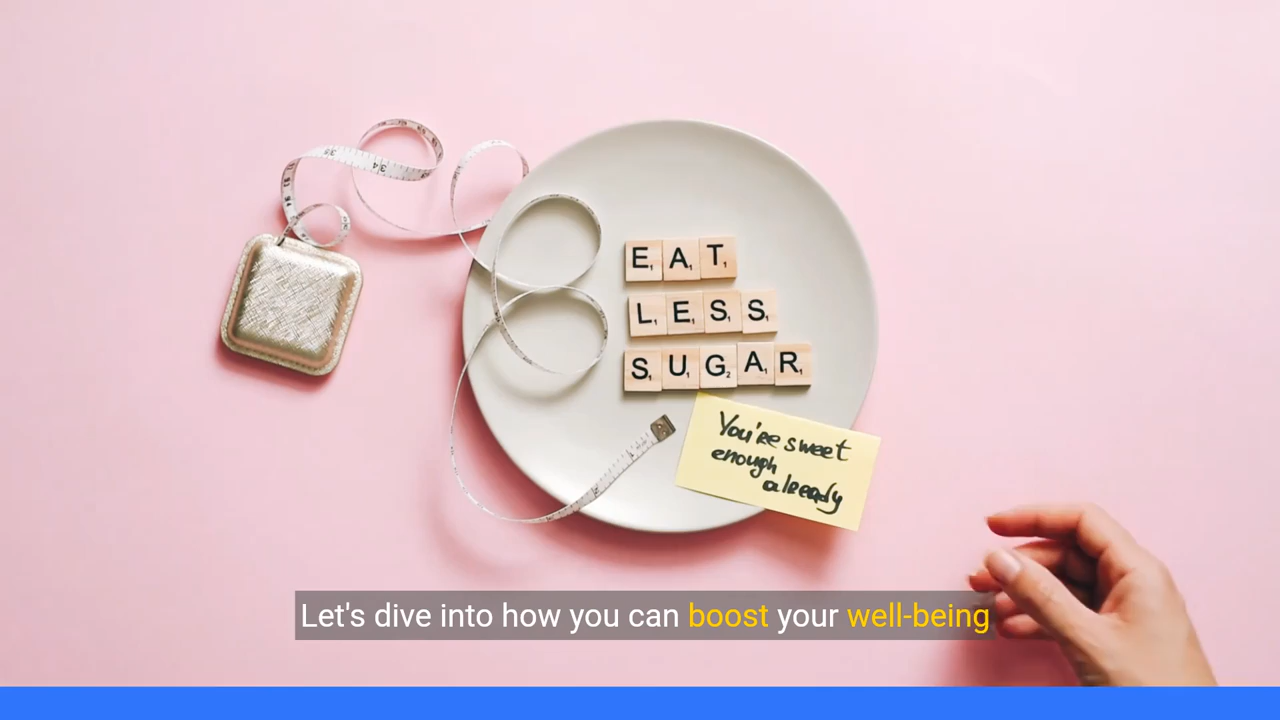 EAT
LESS
SUGAR
You're sweet
enough
already
Let's dive into how you can boost your well-being